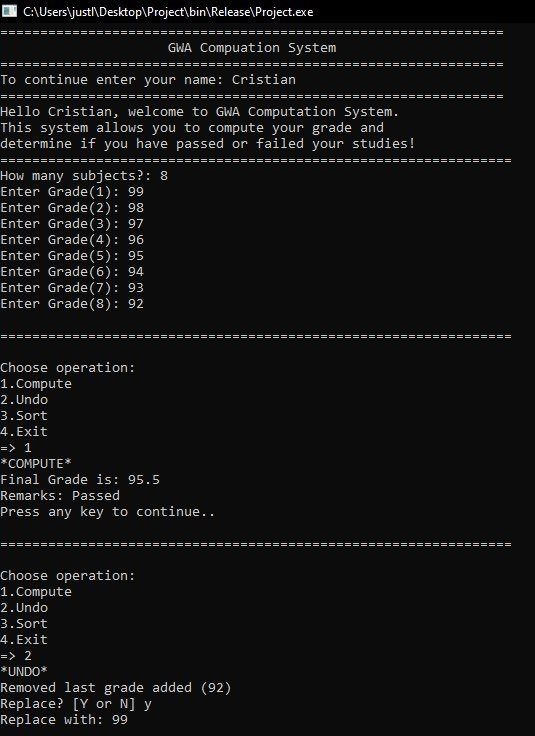 C:\Users\justl\Desktop\Project\bin\Release\Project.exe
===============================================================
                     GWA Compuation System
===============================================================
To continue enter your name: Cristian
===============================================================
Hello Cristian, welcome to GWA Computation System.
This system allows you to compute your grade and
determine if you have passed or failed your studies!
================================================================
How many subjects?: 8
Enter Grade(1): 99
Enter Grade(2): 98
Enter Grade(3): 97
Enter Grade(4): 96
Enter Grade(5): 95
Enter Grade(6): 94
Enter Grade(7): 93
Enter Grade(8): 92
================================================================
Choose operation:
1.Compute
2.Undo
3.Sort
4.Exit
=> 1
*COMPUTE*
Final Grade is: 95.5
Remarks: Passed
Press any key to continue..
================================================================
Choose operation:
1.Compute
2.Undo
3.Sort
4.Exit
=> 2
*UNDO*
Removed last grade added (92)
Replace? [Y or N] y
Replace with: 99